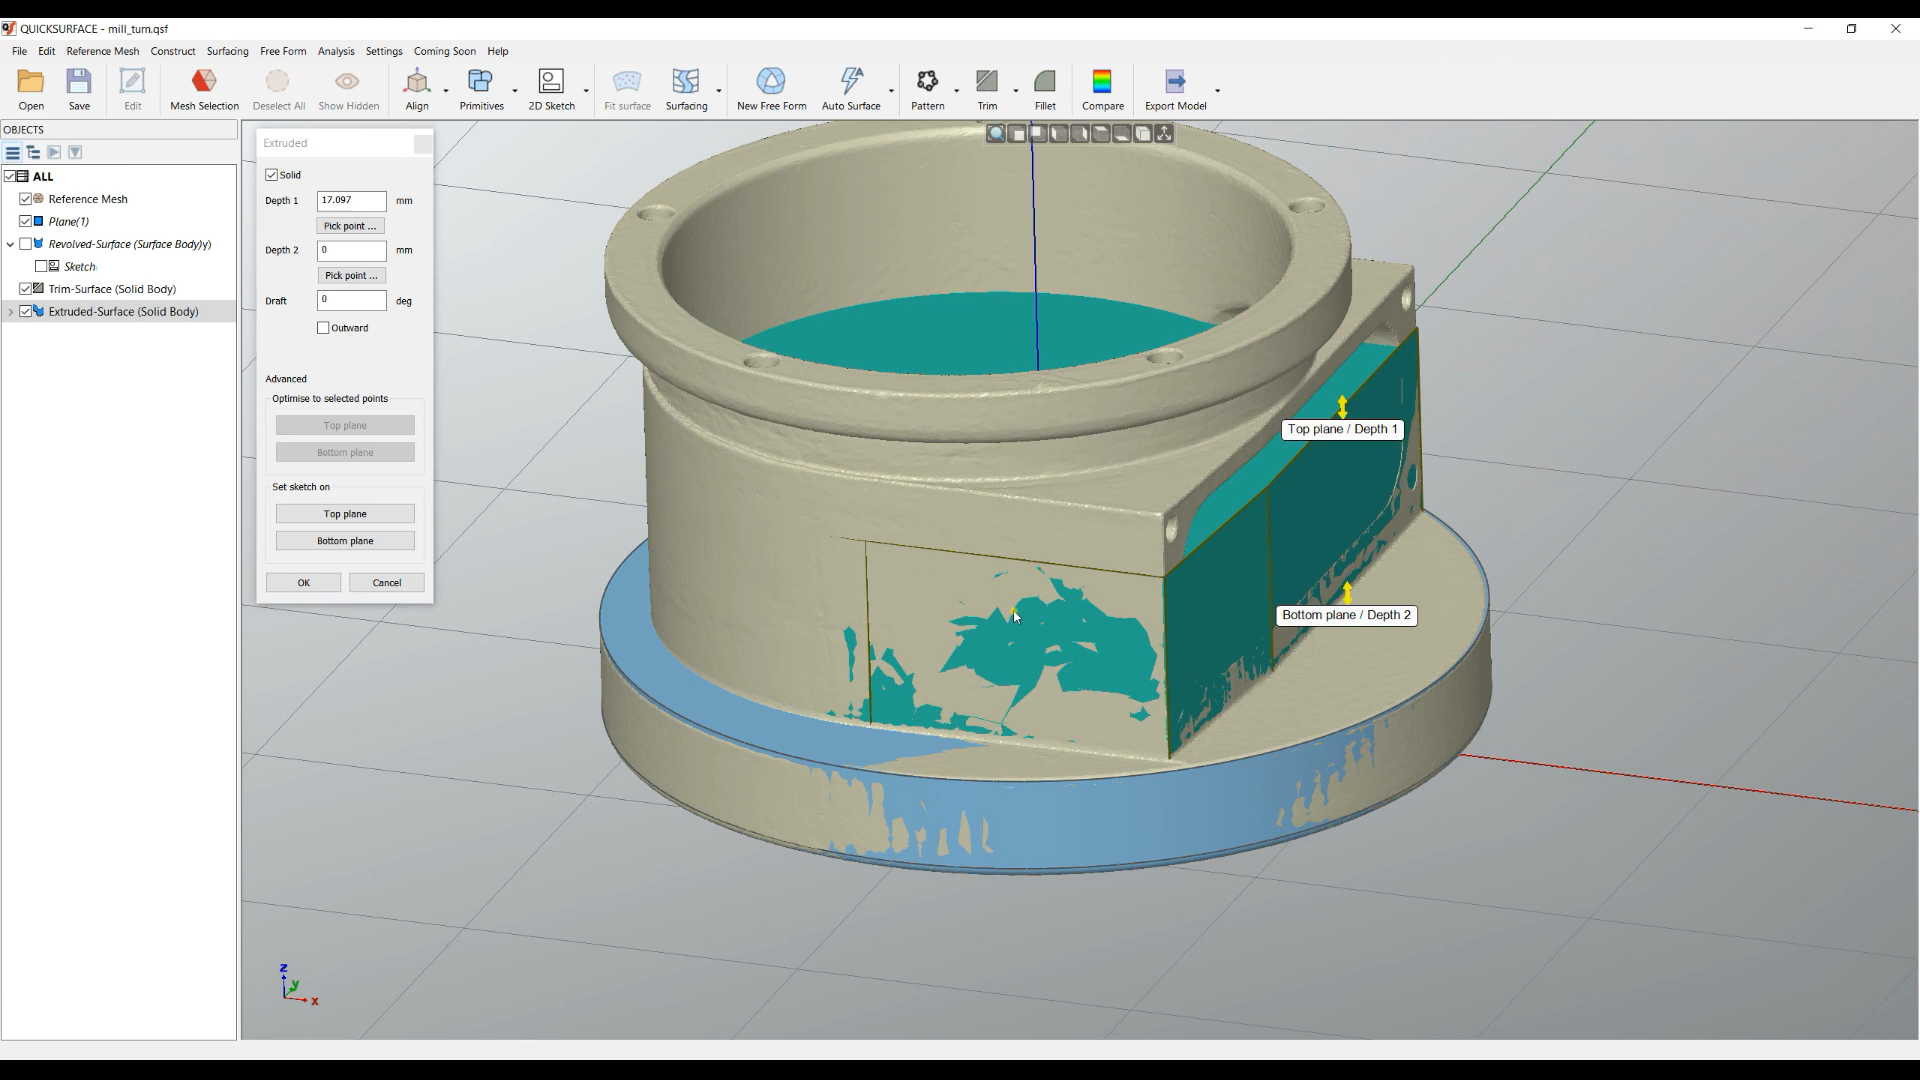 QUICKSURFACE - mill_turn.qsf
File Edit Reference Mesh Construct Surfacing Free Form Analysis Settings Coming Soon Help
Open Save Edit Mesh Selection Deselect All Show Hidden Align Primitives 2D Sketch Fit surface Surfacing New Free Form Auto Surface Pattern Trim Fillet Compare Export Model
OBJECTS
ALL
Reference Mesh
Plane(1)
Revolved-Surface (Surface Body)y)
Sketch
Trim-Surface (Solid Body)
Extruded-Surface (Solid Body)
Extruded
Solid
Depth 1 17.097 mm
Pick point ...
Depth 2 0 mm
Pick point ...
Draft 0 deg
Outward
Advanced
Optimise to selected points
Top plane
Bottom plane
Set sketch on
Top plane
Bottom plane
OK Cancel
Top plane / Depth 1
Bottom plane / Depth 2
z
y
x